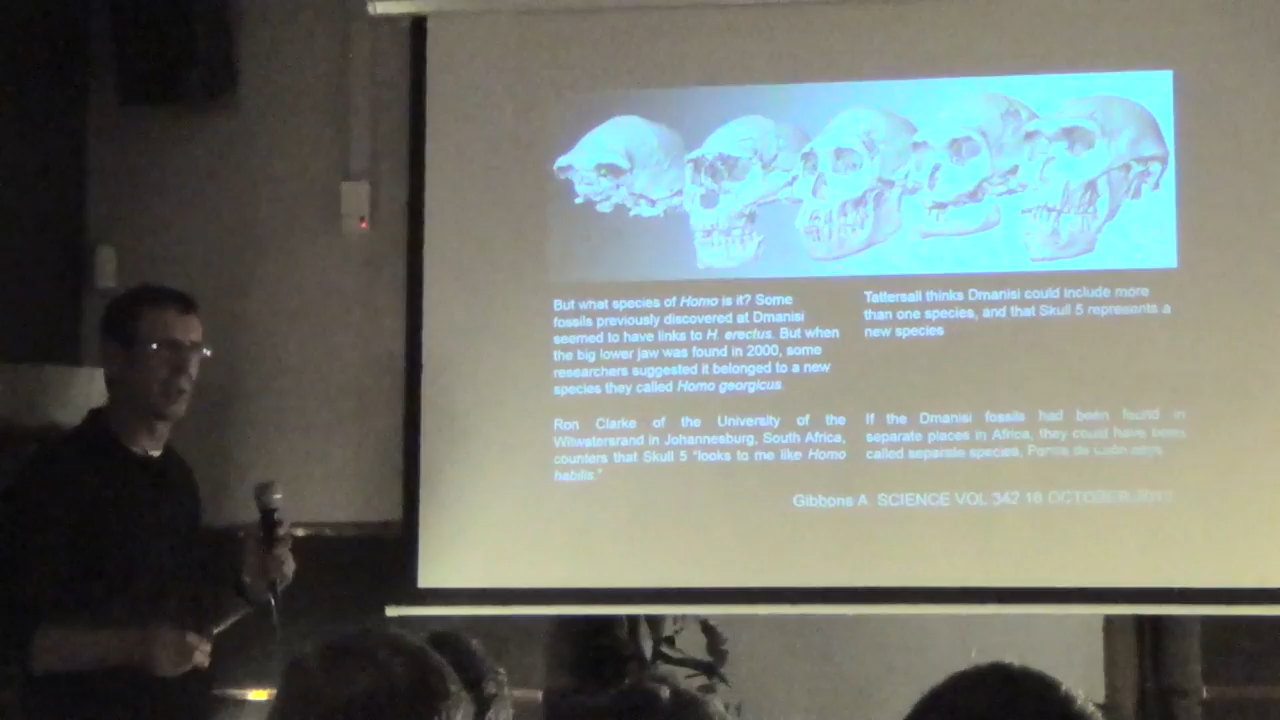 But what species of Homo is it? Some
fossils previously discovered at Dmanisi
seemed to have links to H. erectus. But when
the big lower jaw was found in 2000, some
researchers suggested it belonged to a new
species they called Homo georgicus.
Ron Clarke of the University of the
Witwatersrand in Johannesburg, South Africa,
counters that Skull 5 "looks to me like Homo
habilis."
Tattersall thinks Dmanisi could include more
than one species, and that Skull 5 represents a
new species
If the Dmanisi fossils had been found in
separate places in Africa, they could have been
called separate species, Ponce de León says.
Gibbons A. SCIENCE VOL 342 18 OCTOBER